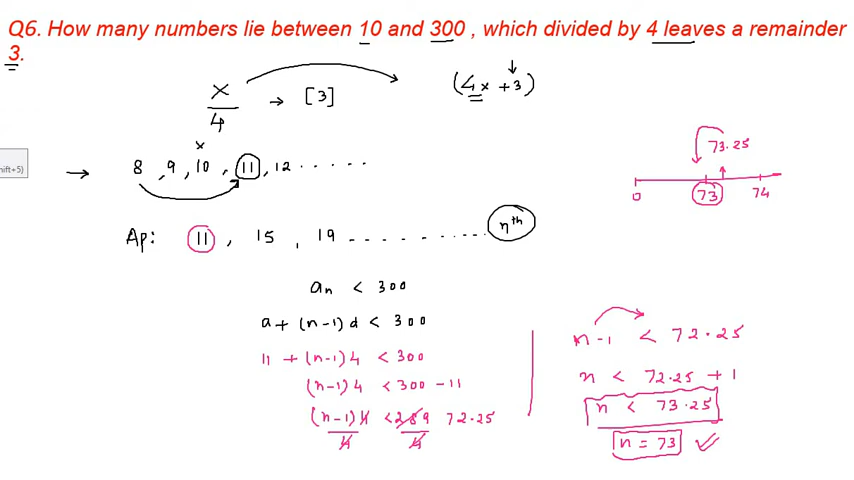 Q6. How many numbers lie between 10 and 300 , which divided by 4 leaves a remainder
3.
x/4 → [3]
(4x +3)
hift+5)
x
→ 8 , 9 , 10 , 11 , 12 . . . . . .
73.25
0 73 74
Ap: 11 , 15 , 19 . . . . . . . . . . . nth
an < 300
a + (n-1) d < 300
11 + (n-1) 4 < 300
(n-1) 4 < 300 - 11
(n-1) 4 < 289 72.25
4 4
n-1 < 72.25
n < 72.25 + 1
n < 73.25
n = 73 ✓